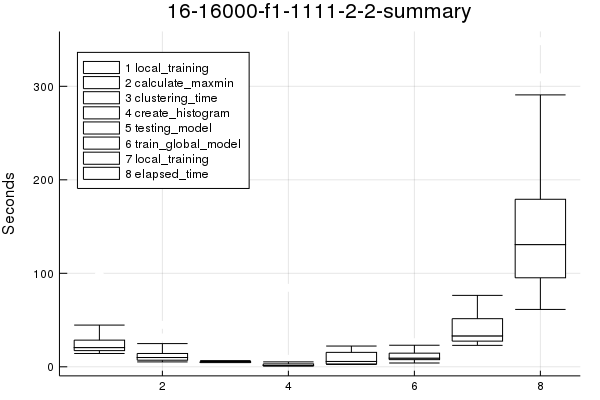 16-16000-f1-1111-2-2-summary
300
200
100
0
Seconds
1 local_training
2 calculate_maxmin
3 clustering_time
4 create_histogram
5 testing_model
6 train_global_model
7 local_training
8 elapsed_time
2 4 6 8